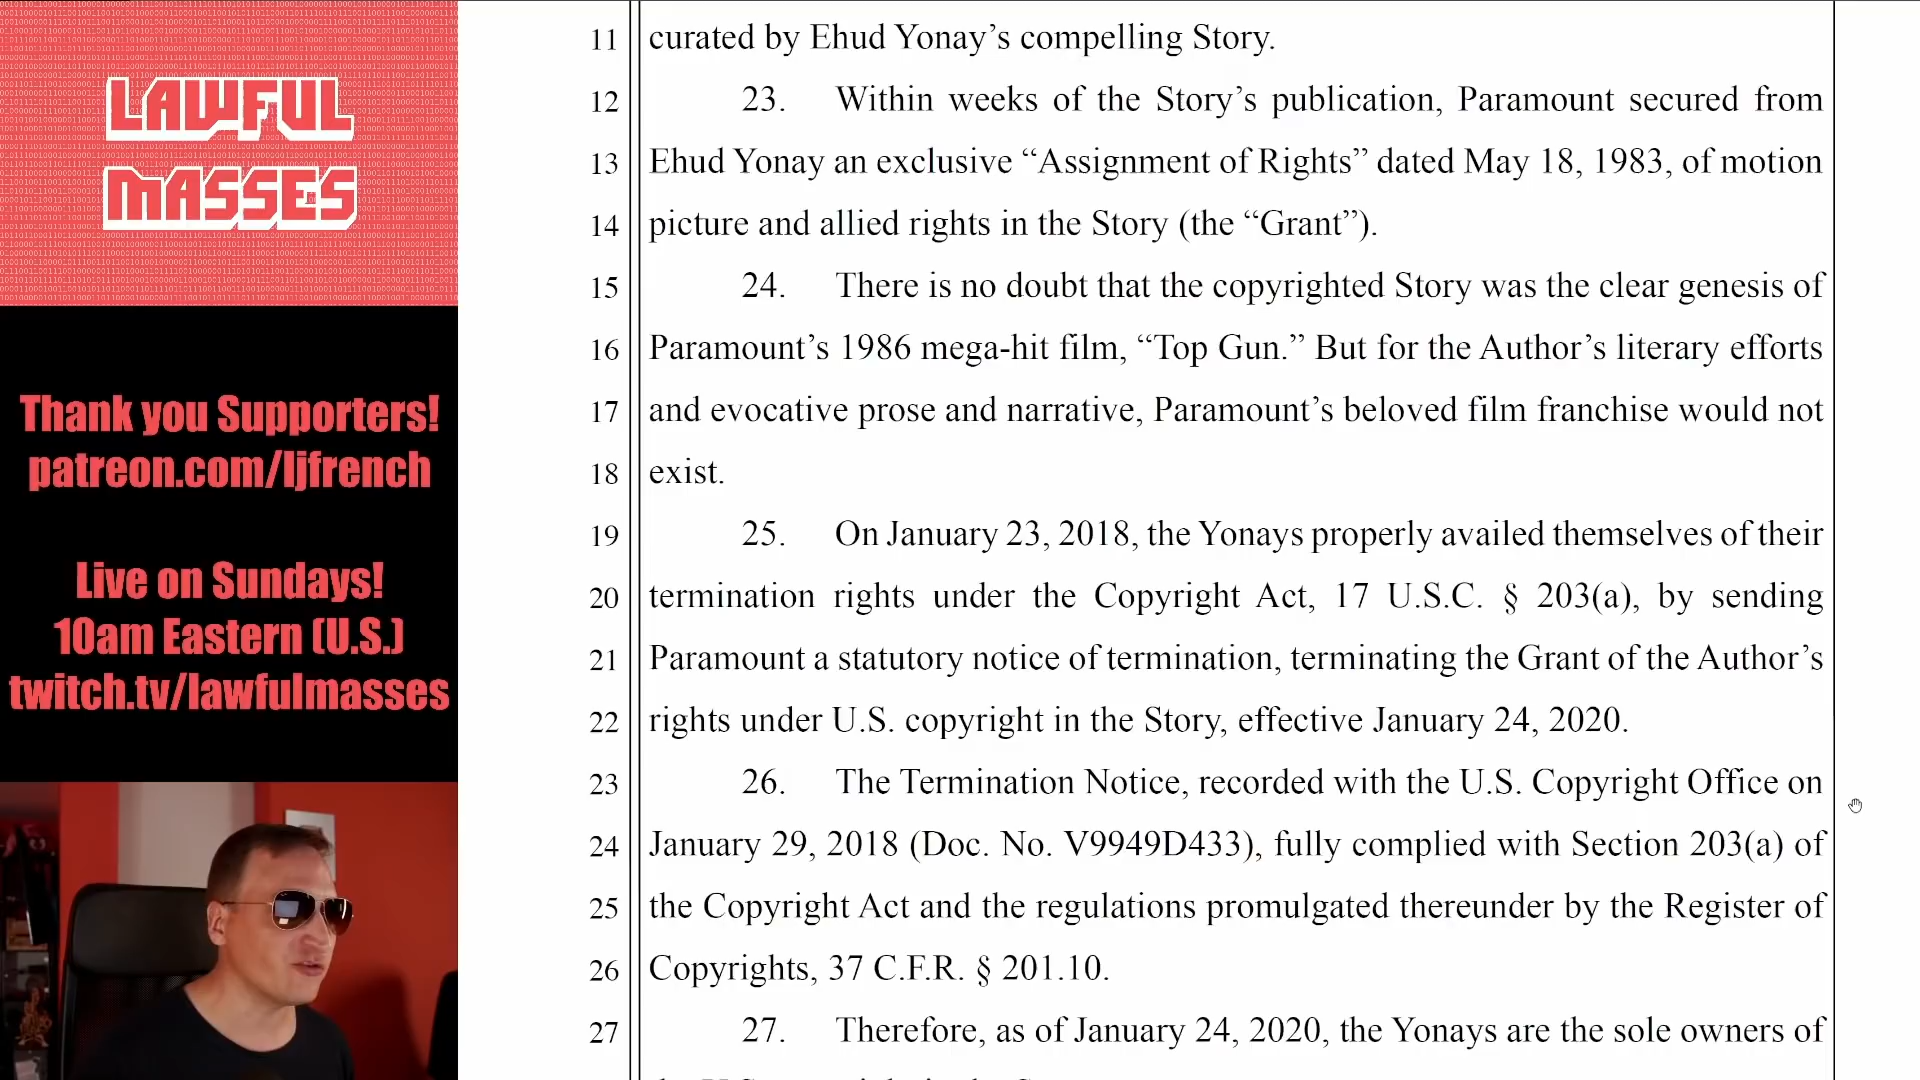 LAWFUL
MASSES
Thank you Supporters!
patreon.com/ljfrench
Live on Sundays!
10am Eastern (U.S.)
twitch.tv/lawfulmasses
11 curated by Ehud Yonay’s compelling Story.
12 23. Within weeks of the Story’s publication, Paramount secured from
13 Ehud Yonay an exclusive “Assignment of Rights” dated May 18, 1983, of motion
14 picture and allied rights in the Story (the “Grant”).
15 24. There is no doubt that the copyrighted Story was the clear genesis of
16 Paramount’s 1986 mega-hit film, “Top Gun.” But for the Author’s literary efforts
17 and evocative prose and narrative, Paramount’s beloved film franchise would not
18 exist.
19 25. On January 23, 2018, the Yonays properly availed themselves of their
20 termination rights under the Copyright Act, 17 U.S.C. § 203(a), by sending
21 Paramount a statutory notice of termination, terminating the Grant of the Author’s
22 rights under U.S. copyright in the Story, effective January 24, 2020.
23 26. The Termination Notice, recorded with the U.S. Copyright Office on
24 January 29, 2018 (Doc. No. V9949D433), fully complied with Section 203(a) of
25 the Copyright Act and the regulations promulgated thereunder by the Register of
26 Copyrights, 37 C.F.R. § 201.10.
27 27. Therefore, as of January 24, 2020, the Yonays are the sole owners of